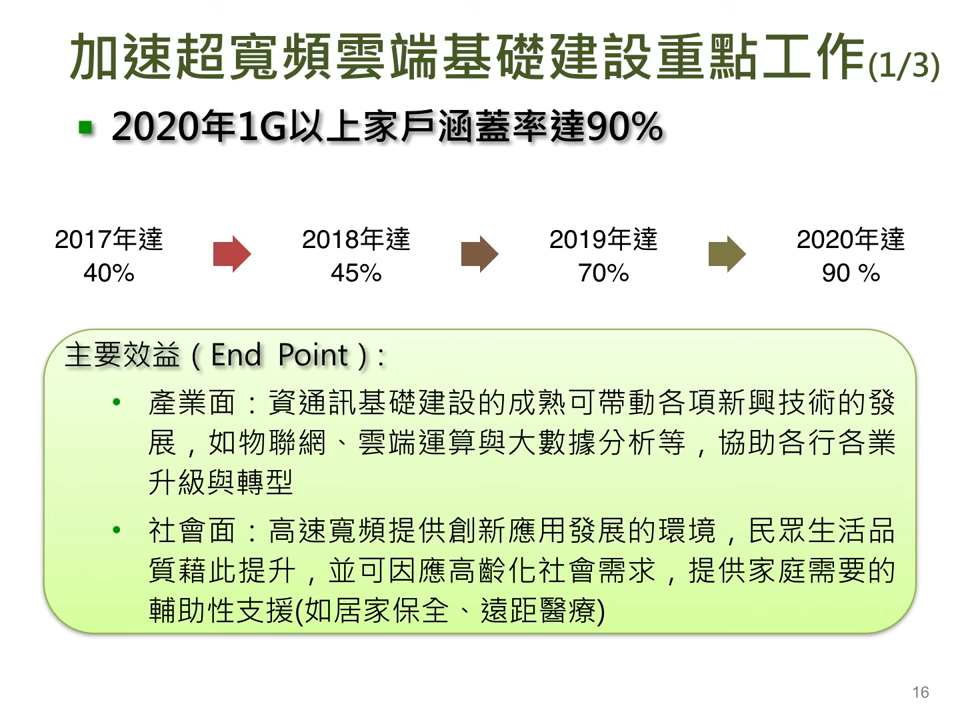 加速超寬頻雲端基礎建設重點工作(1/3)
2020年1G以上家戶涵蓋率達90%
2017年達
40%
2018年達
45%
2019年達
70%
2020年達
90 %
主要效益（End Point）:
• 產業面：資通訊基礎建設的成熟可帶動各項新興技術的發
展，如物聯網、雲端運算與大數據分析等，協助各行各業
升級與轉型
• 社會面：高速寬頻提供創新應用發展的環境，民眾生活品
質藉此提升，並可因應高齡化社會需求，提供家庭需要的
輔助性支援(如居家保全、遠距醫療)
16